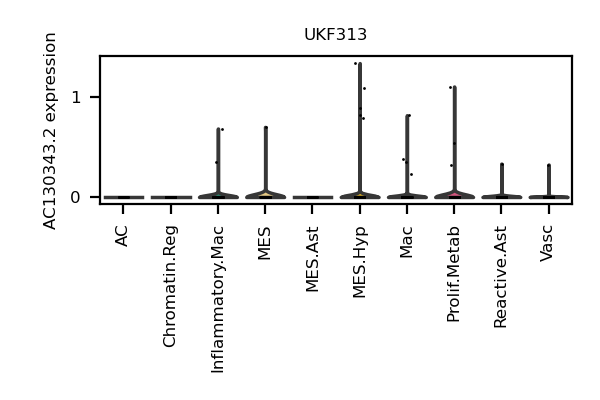 UKF313
AC130343.2 expression
1
0
AC
Chromatin.Reg
Inflammatory.Mac
MES
MES.Ast
MES.Hyp
Mac
Prolif.Metab
Reactive.Ast
Vasc